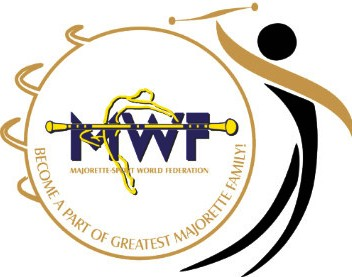 MWF
MAJORETTE-SPORT WORLD FEDERATION
BECOME A PART OF GREATEST MAJORETTE FAMILY!